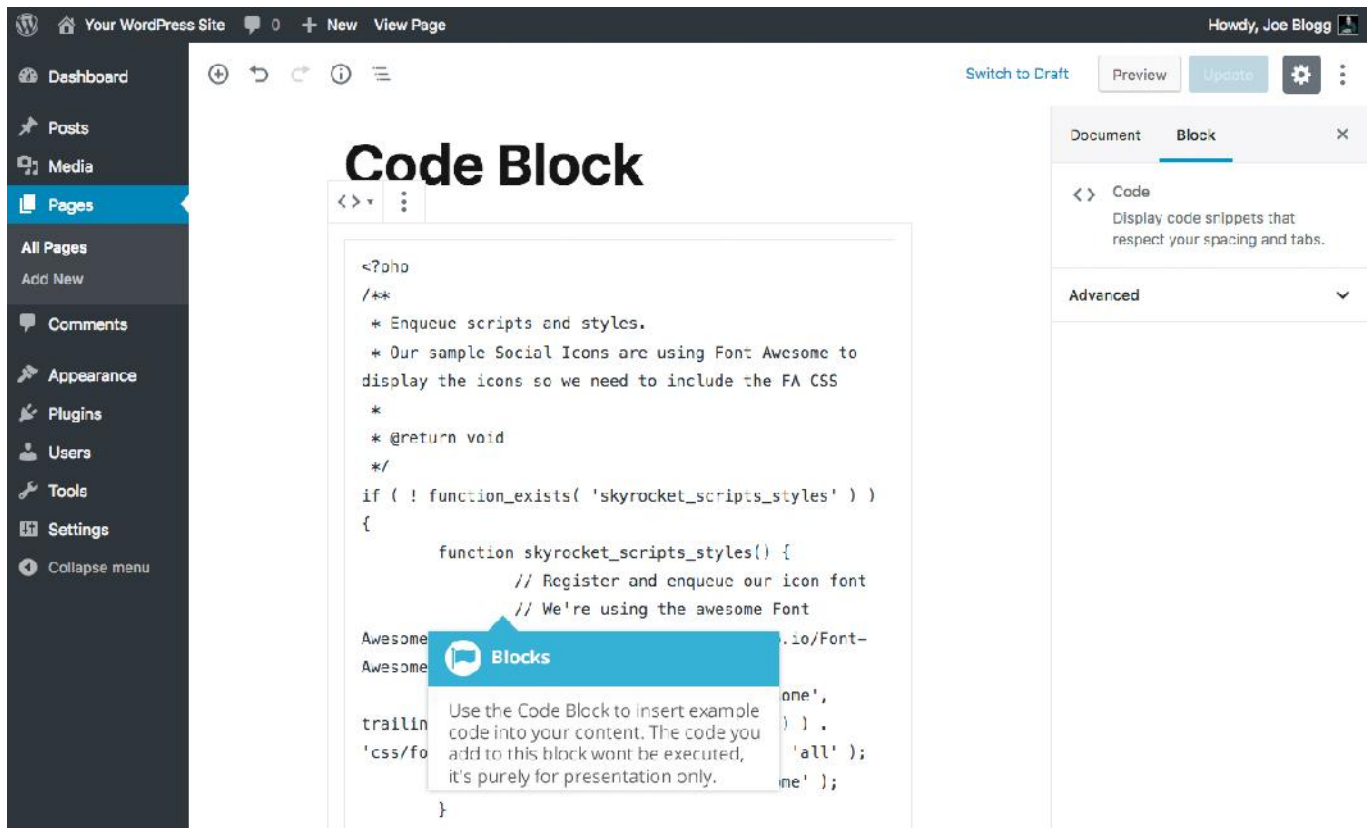 Your WordPress Site 0 + New View Page Howdy, Joe Blogg
Dashboard
Posts
Media
Pages
All Pages
Add New
Comments
Appearance
Plugins
Users
Tools
Settings
Collapse menu
Switch to Draft Preview Update
Code Block
<?php
/**
* Enqueue scripts and styles.
* Our sample Social Icons are using Font Awesome to
display the icons so we need to include the FA CSS
*
* @return void
*/
if ( ! function_exists( 'skyrocket_scripts_styles' ) )
{
function skyrocket_scripts_styles() {
// Register and enqueue our icon font
// We're using the awesome Font
Awesome .io/Font-
Awesome
ome',
trailin ) ) .
'css/fo 'all' );
me' );
}
Blocks
Use the Code Block to insert example
code into your content. The code you
add to this block wont be executed,
it's purely for presentation only.
Document Block ×
Code
Display code snippets that
respect your spacing and tabs.
Advanced